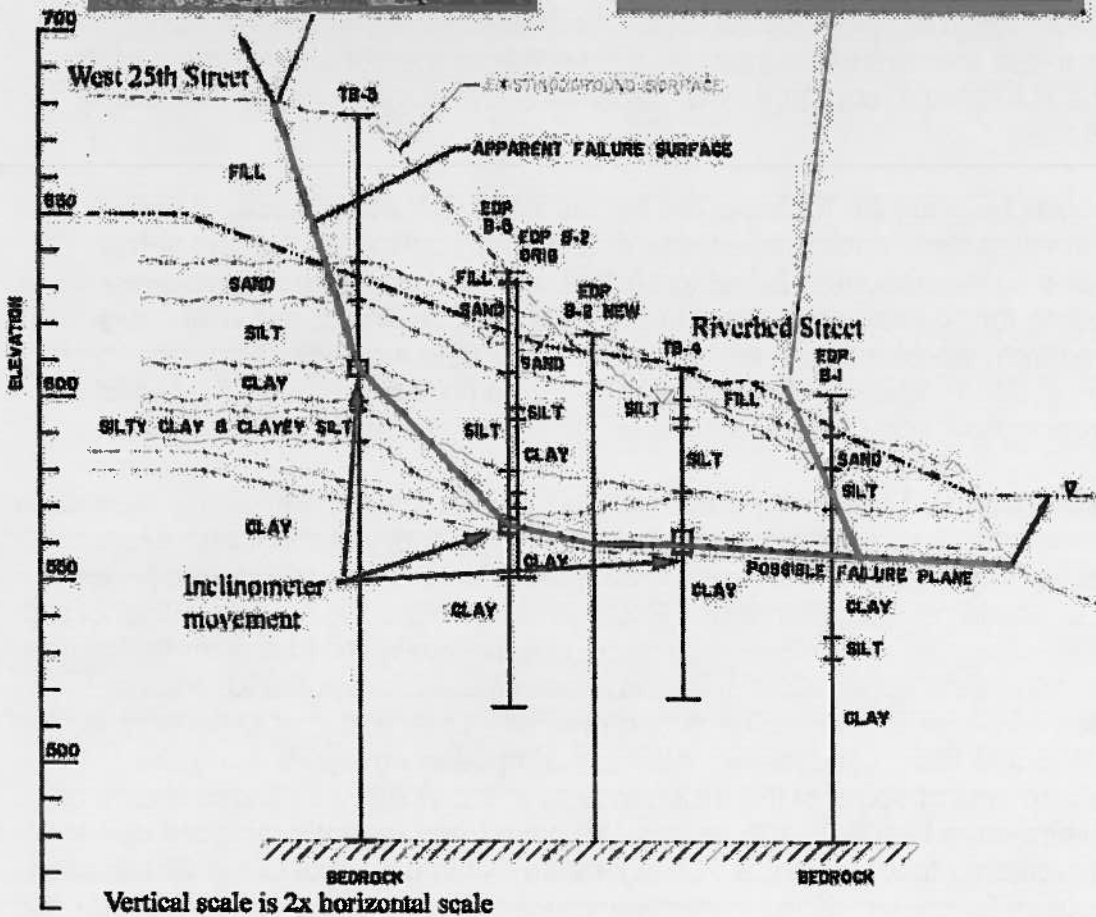 700
West 25th Street
TB-3
EXISTING GROUND SURFACE
APPARENT FAILURE SURFACE
FILL
650
EDP
B-5
EDP B-2
ORIG
FILL
SAND
SAND
EDP
B-2 NEW
Riverbed Street
ELEVATION
SILT
SAND
TB-4
EDP
B-1
600
CLAY
SILT
SILT
FILL
SILTY CLAY & CLAYEY SILT
SILT
CLAY
SILT
SAND
SILT
CLAY
550
CLAY
POSSIBLE FAILURE PLANE
Inclinometer
movement
CLAY
CLAY
CLAY
SILT
CLAY
500
BEDROCK
BEDROCK
Vertical scale is 2x horizontal scale